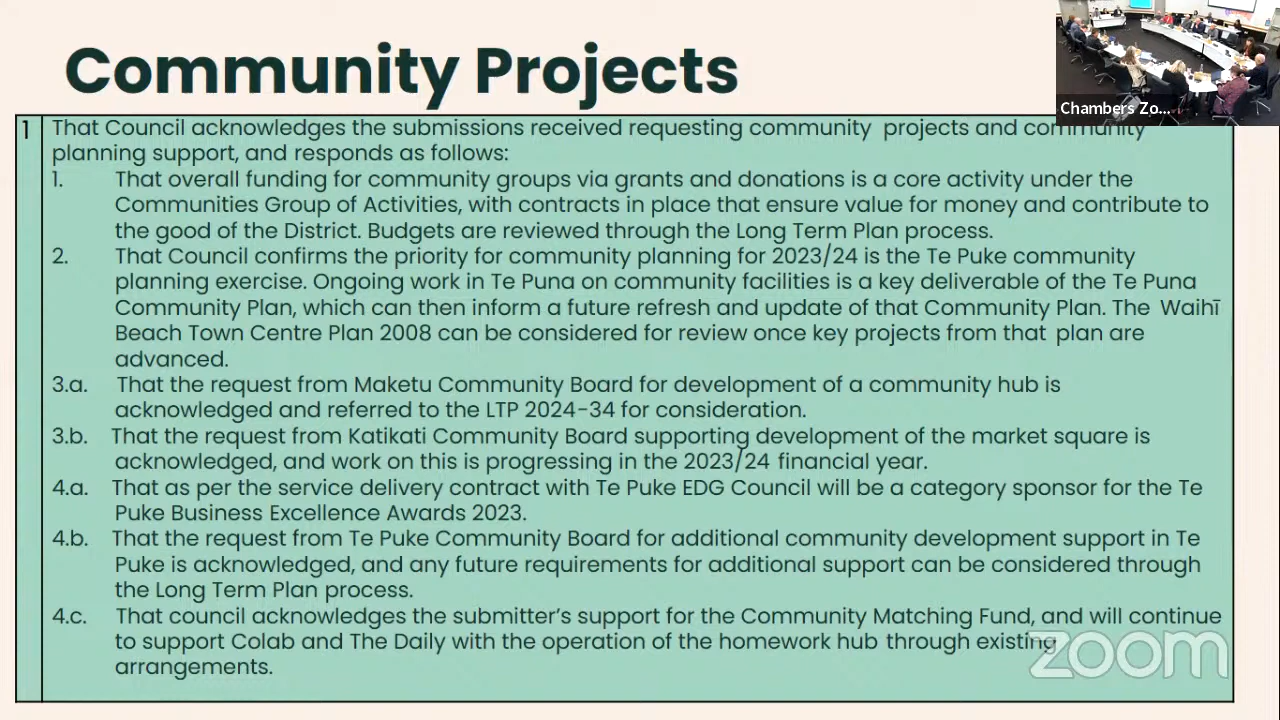 Community Projects
Chambers Zo...
1 That Council acknowledges the submissions received requesting community projects and community
planning support, and responds as follows:
1. That overall funding for community groups via grants and donations is a core activity under the
Communities Group of Activities, with contracts in place that ensure value for money and contribute to
the good of the District. Budgets are reviewed through the Long Term Plan process.
2. That Council confirms the priority for community planning for 2023/24 is the Te Puke community
planning exercise. Ongoing work in Te Puna on community facilities is a key deliverable of the Te Puna
Community Plan, which can then inform a future refresh and update of that Community Plan. The Waihī
Beach Town Centre Plan 2008 can be considered for review once key projects from that plan are
advanced.
3.a. That the request from Maketu Community Board for development of a community hub is
acknowledged and referred to the LTP 2024-34 for consideration.
3.b. That the request from Katikati Community Board supporting development of the market square is
acknowledged, and work on this is progressing in the 2023/24 financial year.
4.a. That as per the service delivery contract with Te Puke EDG Council will be a category sponsor for the Te
Puke Business Excellence Awards 2023.
4.b. That the request from Te Puke Community Board for additional community development support in Te
Puke is acknowledged, and any future requirements for additional support can be considered through
the Long Term Plan process.
4.c. That council acknowledges the submitter's support for the Community Matching Fund, and will continue
to support Colab and The Daily with the operation of the homework hub through existing
arrangements.
zoom